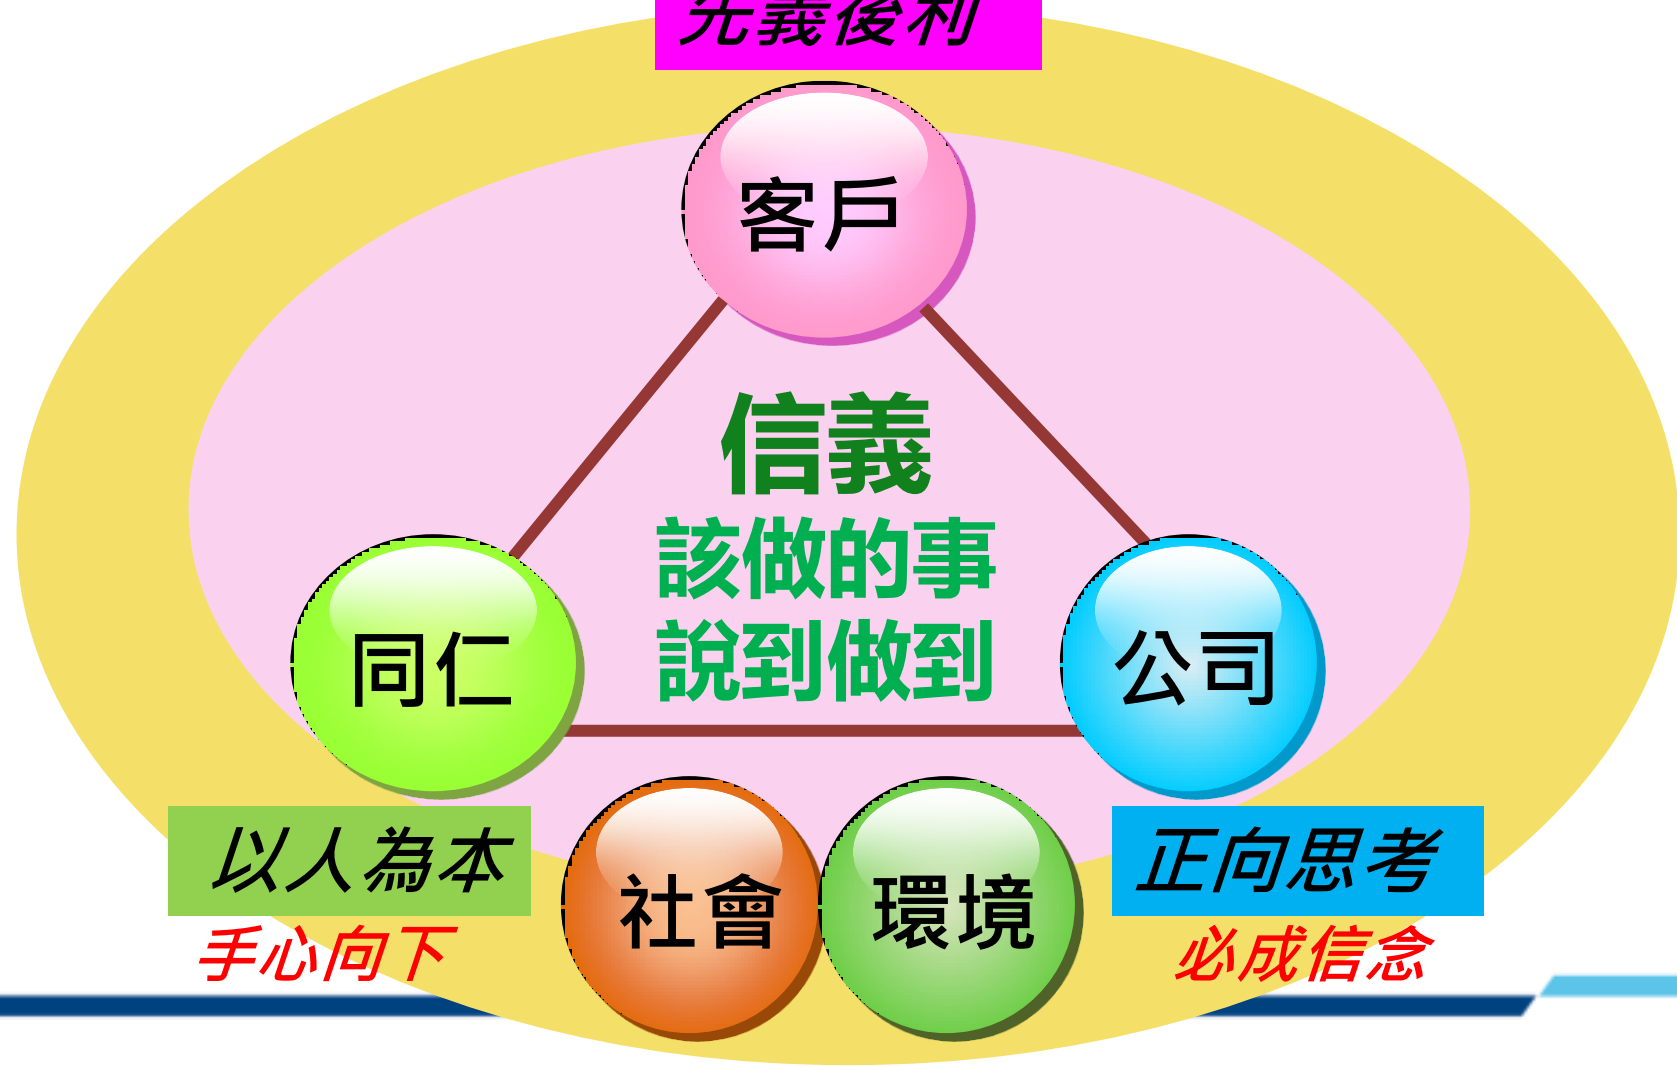 先義後利
客戶
信義
該做的事
說到做到
同仁
公司
以人為本
正向思考
社會
環境
手心向下
必成信念